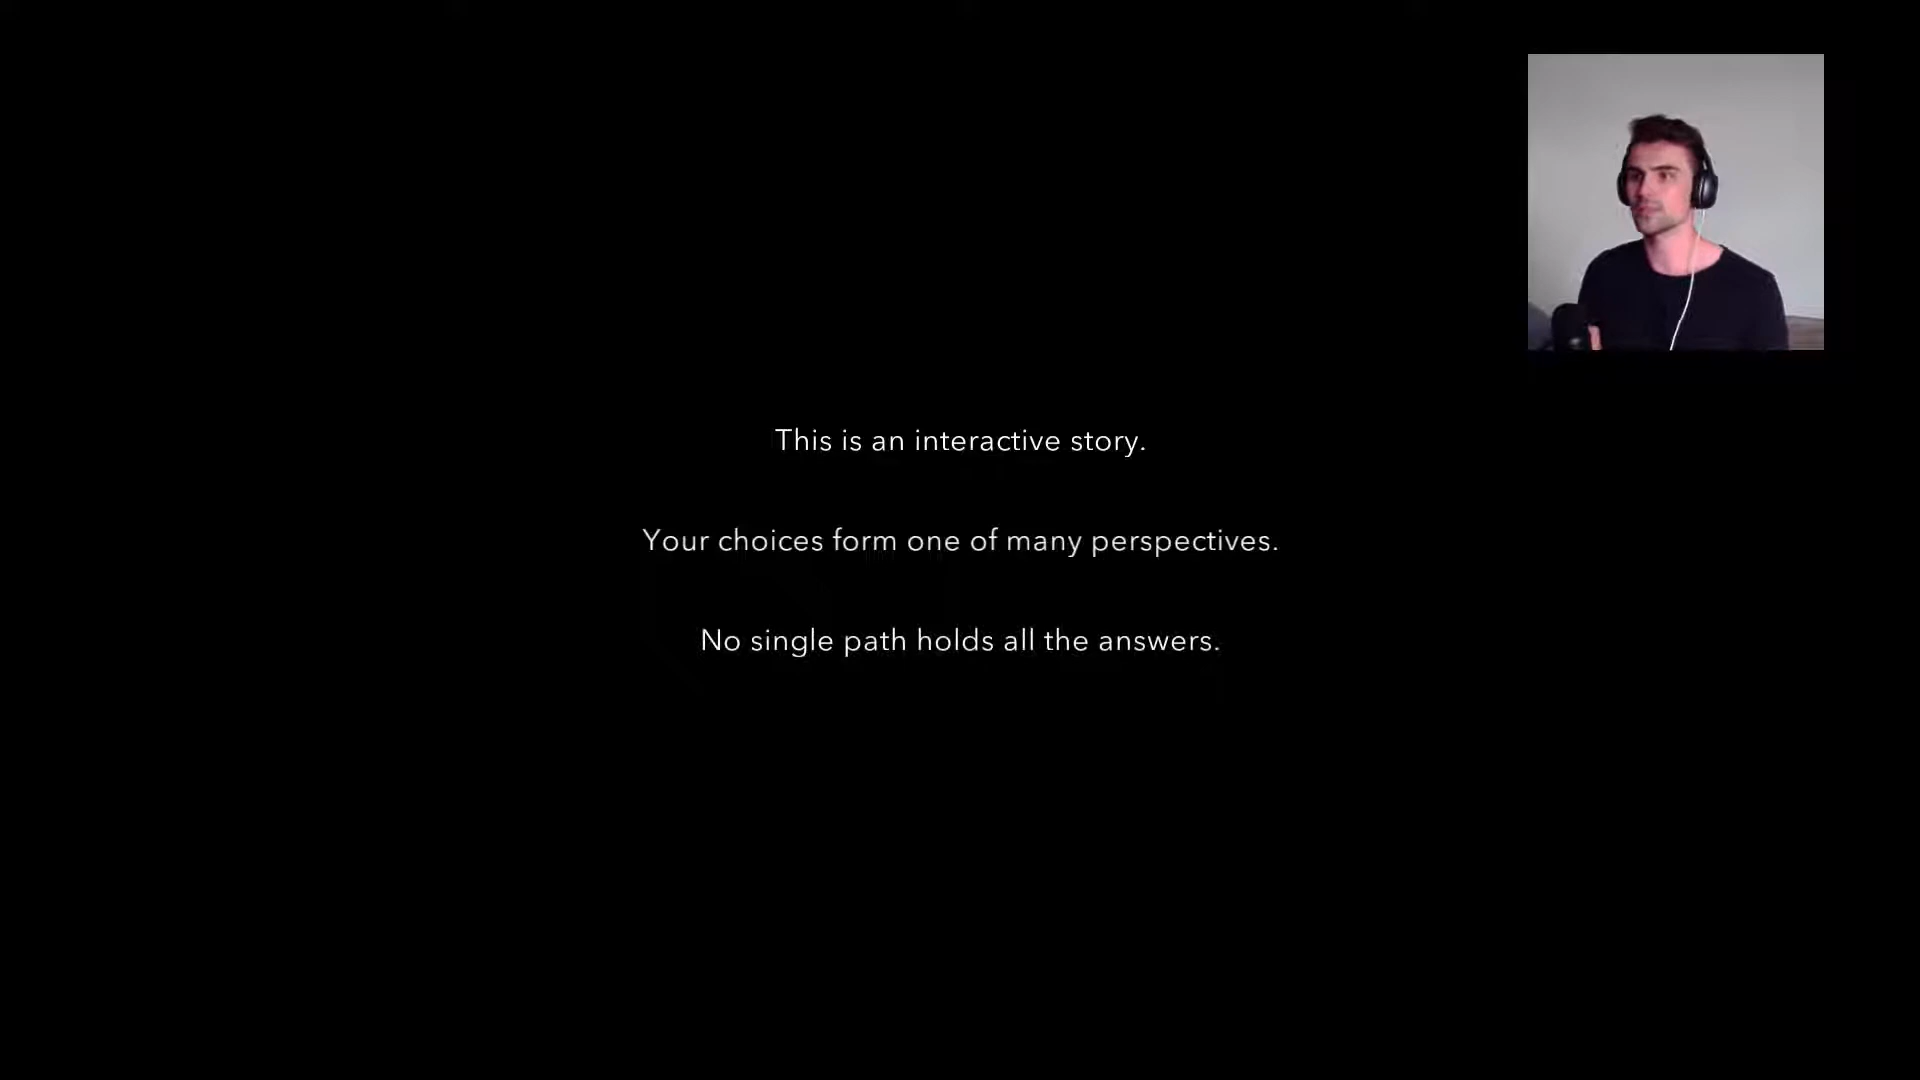 This is an interactive story.
Your choices form one of many perspectives.
No single path holds all the answers.